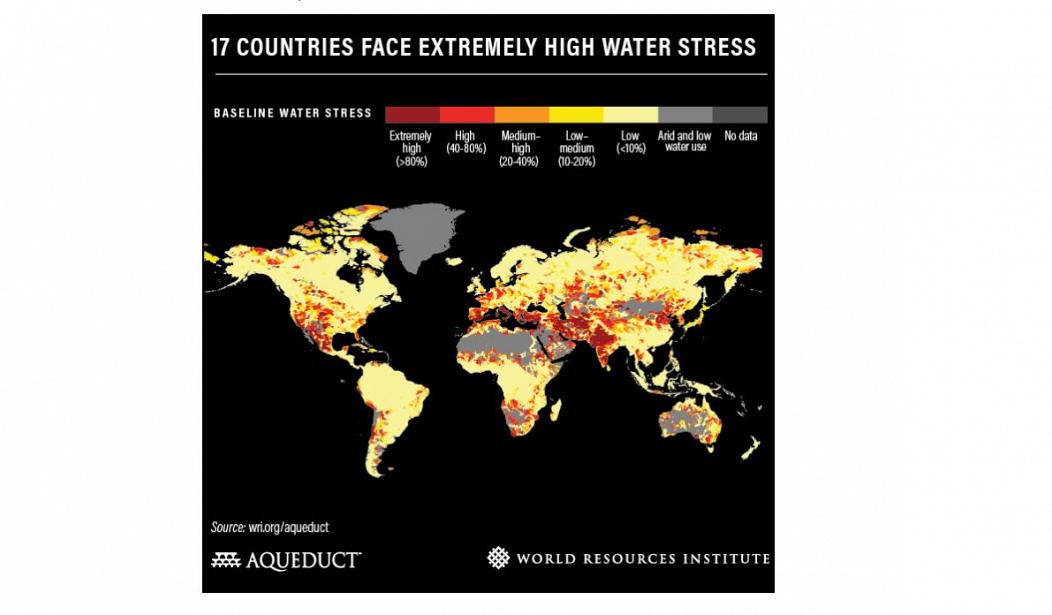 17 COUNTRIES FACE EXTREMELY HIGH WATER STRESS
BASELINE WATER STRESS
Extremely high (>80%)
High (40-80%)
Medium–high (20-40%)
Low–medium (10-20%)
Low (<10%)
Arid and low water use
No data
Source: wri.org/aqueduct
AQUEDUCT™
WORLD RESOURCES INSTITUTE